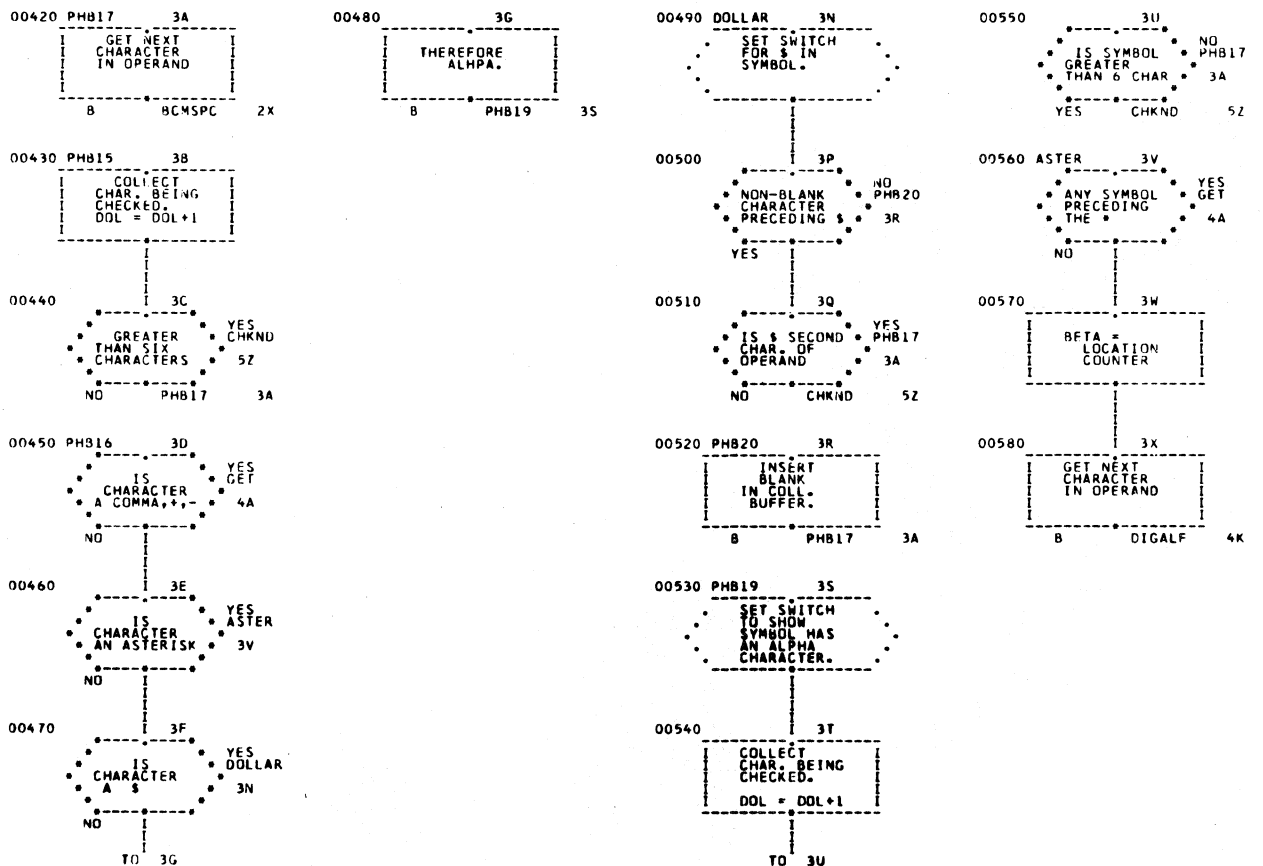 00420 PHB17 3A
GET NEXT
CHARACTER
IN OPERAND
B BCMSPC 2X
00430 PHB15 3B
COLLECT
CHAR. BEING
CHECKED.
DOL = DOL+1
00440 3C
GREATER
THAN SIX
CHARACTERS
YES
CHKND
5Z
NO PHB17 3A
00450 PHB16 3D
IS
CHARACTER
A COMMA,+,-
YES
GET
4A
NO
00460 3E
IS
CHARACTER
AN ASTERISK
YES
ASTER
3V
NO
00470 3F
IS
CHARACTER
A $
YES
DOLLAR
3N
NO
TO 3G
00480 3G
THEREFORE
ALHPA.
B PHB19 3S
00490 DOLLAR 3N
SET SWITCH
FOR $ IN
SYMBOL.
00500 3P
NON-BLANK
CHARACTER
PRECEDING $
NO
PHB20
3R
YES
00510 3Q
IS $ SECOND
CHAR. OF
OPERAND
YES
PHB17
3A
NO CHKND 5Z
00520 PHB20 3R
INSERT
BLANK
IN COLL.
BUFFER.
B PHB17 3A
00530 PHB19 3S
SET SWITCH
TO SHOW
SYMBOL HAS
AN ALPHA
CHARACTER.
00540 3T
COLLECT
CHAR. BEING
CHECKED.
DOL = DOL+1
TO 3U
00550 3U
IS SYMBOL
GREATER
THAN 6 CHAR
NO
PHB17
3A
YES CHKND 5Z
00560 ASTER 3V
ANY SYMBOL
PRECEDING
THE *
YES
GET
4A
NO
00570 3W
BETA =
LOCATION
COUNTER
00580 3X
GET NEXT
CHARACTER
IN OPERAND
B DIGALF 4K